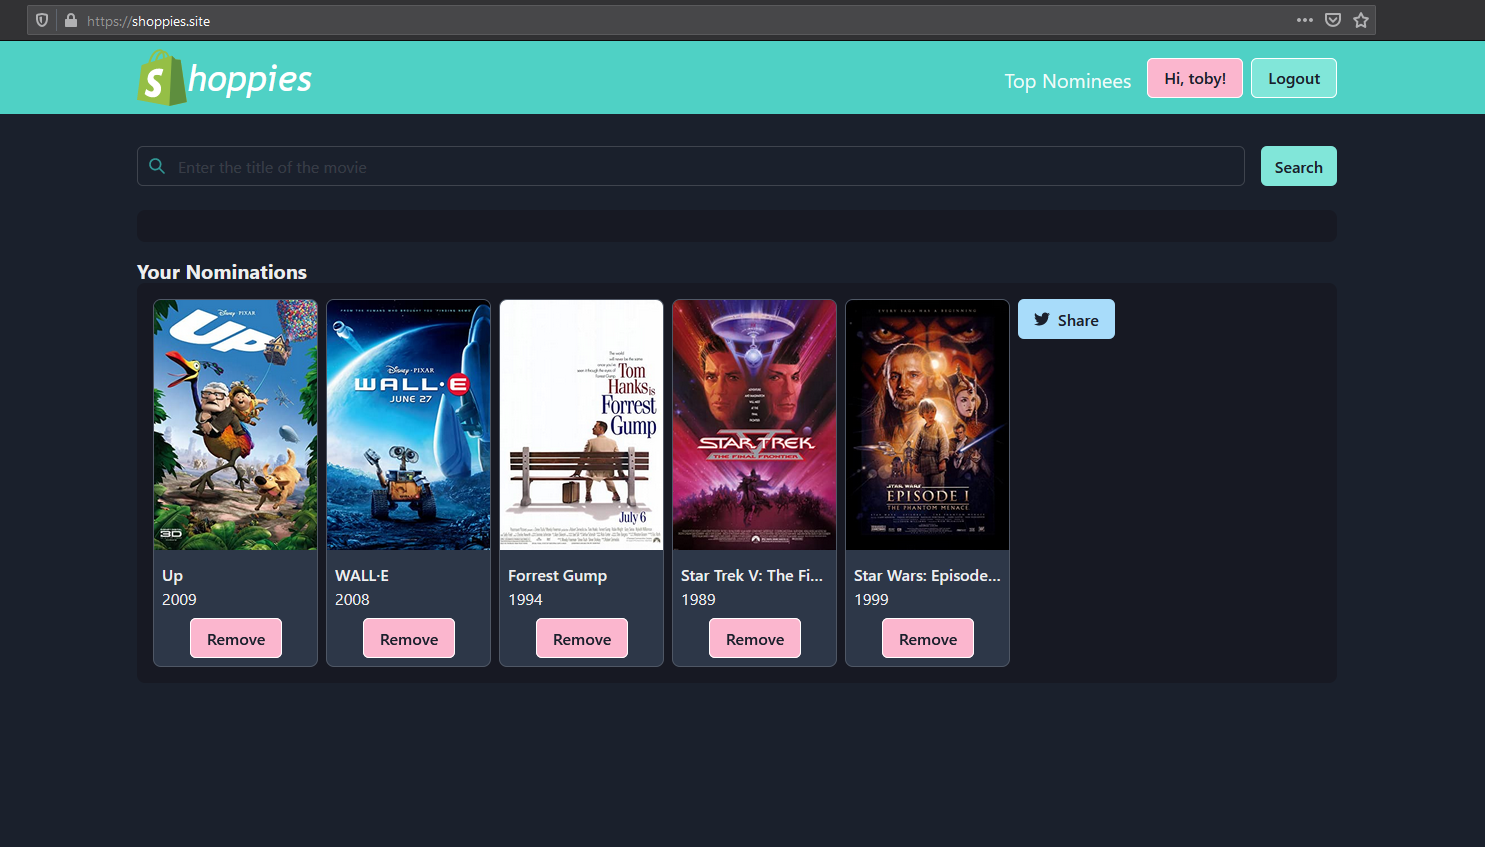 https://shoppies.site
Shoppies
Top Nominees
Hi, toby!
Logout
Enter the title of the movie
Search
Your Nominations
Disney · PIXAR
UP
3D
FROM THE HUMANS WHO BROUGHT YOU "FINDING NEMO"
Disney · PIXAR
WALL·E
JUNE 27
The world
will never be the same
once you've
seen it through the eyes of
Forrest Gump.
Tom
Hanks is
Forrest
Gump
July 6
STAR TREK
V
THE FINAL FRONTIER
EVERY SAGA HAS A BEGINNING
STAR WARS
EPISODE I
THE PHANTOM MENACE
Share
Up
2009
Remove
WALL·E
2008
Remove
Forrest Gump
1994
Remove
Star Trek V: The Fi...
1989
Remove
Star Wars: Episode...
1999
Remove